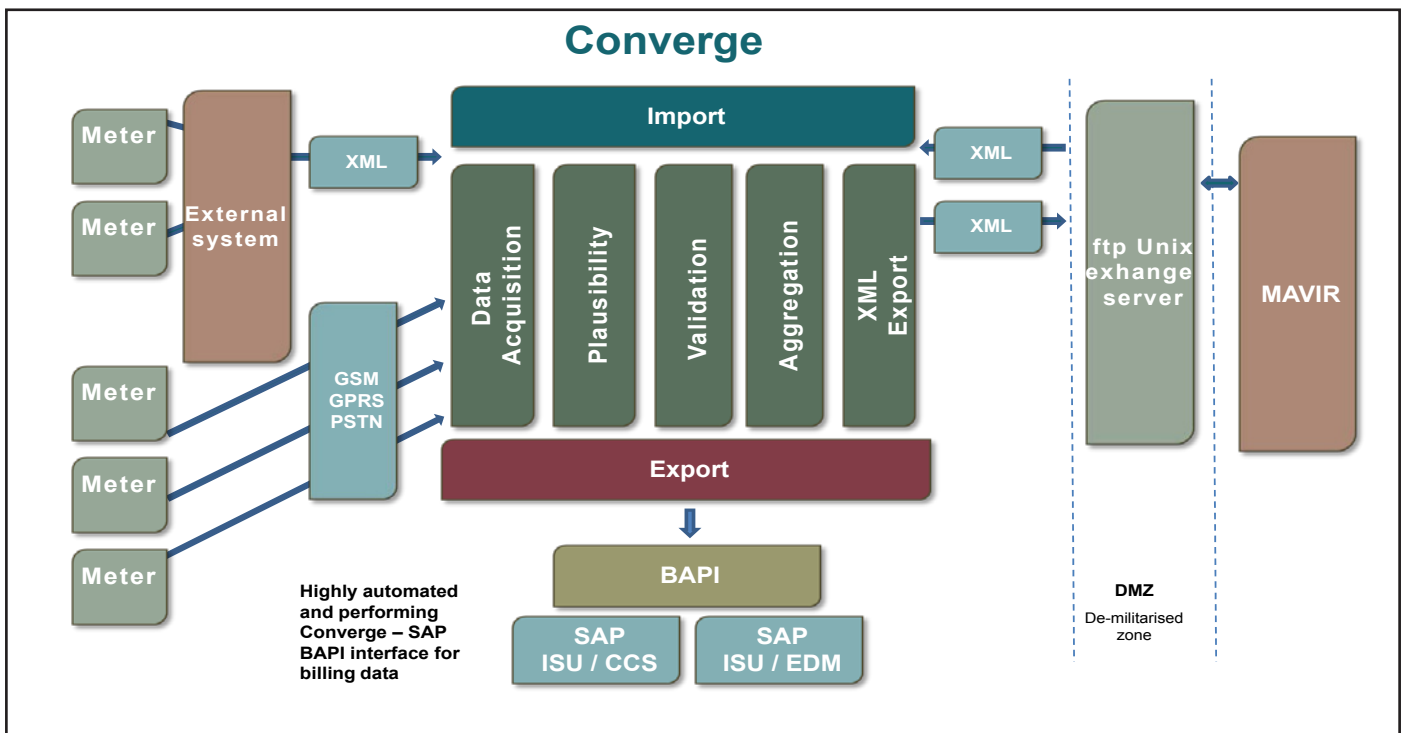 Converge
Meter
Meter
External
system
XML
Import
Data
Acquisition
Plausibility
Validation
Aggregation
XML
Export
XML
XML
ftp Unix
exhange
server
MAVIR
Meter
Meter
Meter
GSM
GPRS
PSTN
Export
BAPI
SAP
ISU / CCS
SAP
ISU / EDM
Highly automated
and performing
Converge – SAP
BAPI interface for
billing data
DMZ
De-militarised
zone